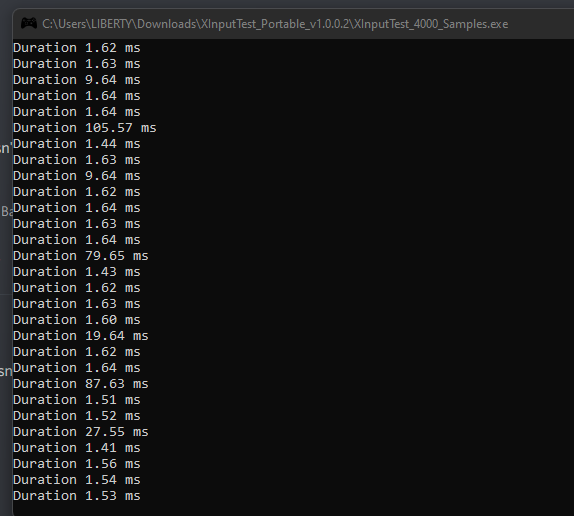 C:\Users\LIBERTY\Downloads\XInputTest_Portable_v1.0.0.2\XInputTest_4000_Samples.exe
Duration 1.62 ms
Duration 1.63 ms
Duration 9.64 ms
Duration 1.64 ms
Duration 1.64 ms
Duration 105.57 ms
Duration 1.44 ms
Duration 1.63 ms
Duration 9.64 ms
Duration 1.62 ms
Duration 1.64 ms
Duration 1.63 ms
Duration 1.64 ms
Duration 79.65 ms
Duration 1.43 ms
Duration 1.62 ms
Duration 1.63 ms
Duration 1.60 ms
Duration 19.64 ms
Duration 1.62 ms
Duration 1.64 ms
Duration 87.63 ms
Duration 1.51 ms
Duration 1.52 ms
Duration 27.55 ms
Duration 1.41 ms
Duration 1.56 ms
Duration 1.54 ms
Duration 1.53 ms